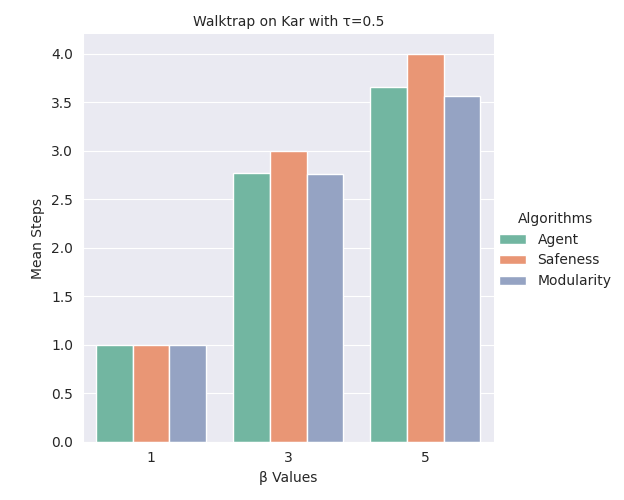 Walktrap on Kar with τ=0.5
4.0
3.5
3.0
2.5
2.0
1.5
1.0
0.5
0.0
Mean Steps
1 3 5
β Values
Algorithms
Agent
Safeness
Modularity